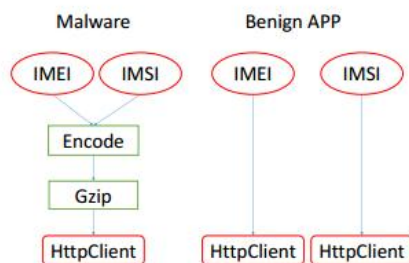 Malware Benign APP
IMEI IMSI IMEI IMSI
Encode
Gzip
HttpClient HttpClient HttpClient